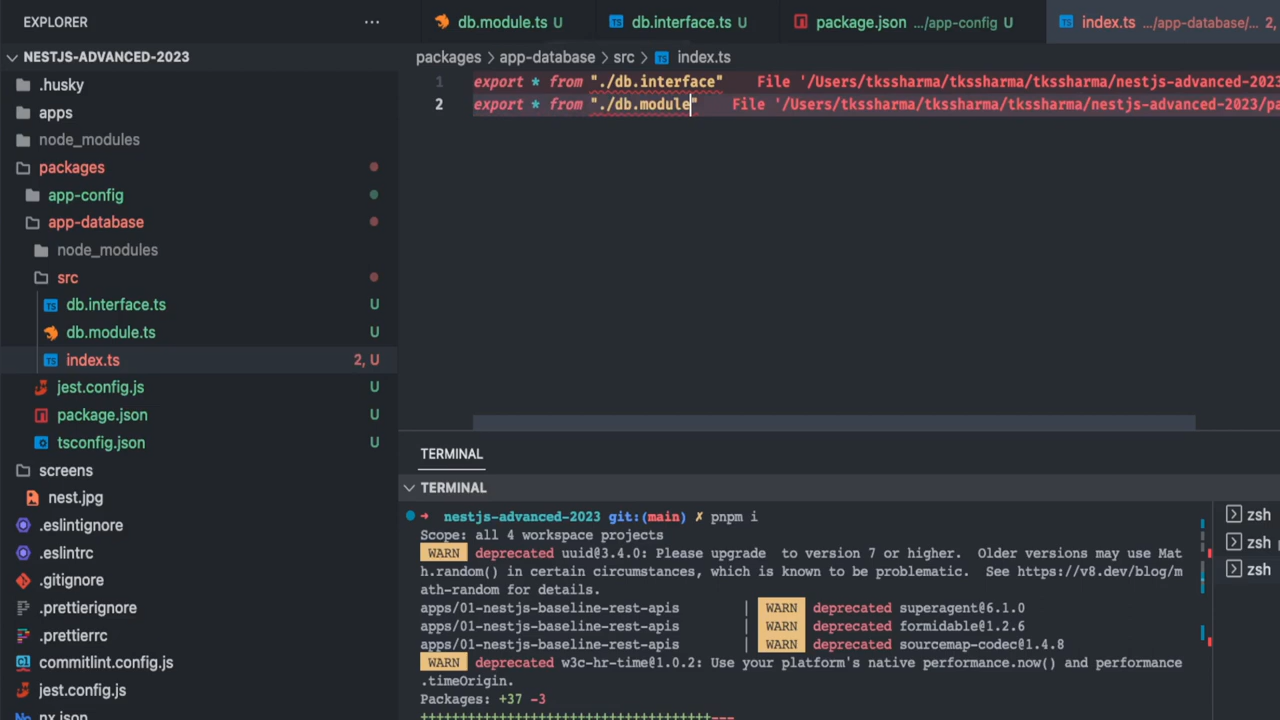 EXPLORER
NESTJS-ADVANCED-2023
.husky
apps
node_modules
packages
app-config
app-database
node_modules
src
db.interface.ts U
db.module.ts U
index.ts 2, U
jest.config.js U
package.json U
tsconfig.json U
screens
nest.jpg
.eslintignore
.eslintrc
.gitignore
.prettierignore
.prettierrc
commitlint.config.js
jest.config.js
nx.json
db.module.ts U db.interface.ts U package.json .../app-config U index.ts .../app-database/... 2,
packages > app-database > src > index.ts
1 export * from "./db.interface" File '/Users/tkssharma/tkssharma/tkssharma/nestjs-advanced-2023
2 export * from "./db.module" File '/Users/tkssharma/tkssharma/tkssharma/nestjs-advanced-2023/pa
TERMINAL
TERMINAL
➜ nestjs-advanced-2023 git:(main) ✗ pnpm i
Scope: all 4 workspace projects
WARN deprecated uuid@3.4.0: Please upgrade to version 7 or higher. Older versions may use Mat
h.random() in certain circumstances, which is known to be problematic. See https://v8.dev/blog/m
ath-random for details.
apps/01-nestjs-baseline-rest-apis | WARN deprecated superagent@6.1.0
apps/01-nestjs-baseline-rest-apis | WARN deprecated formidable@1.2.6
apps/01-nestjs-baseline-rest-apis | WARN deprecated sourcemap-codec@1.4.8
WARN deprecated w3c-hr-time@1.0.2: Use your platform's native performance.now() and performance
.timeOrigin.
Packages: +37 -3
+++++++++++++++++++++++++++++++++++++---
zsh
zsh
zsh